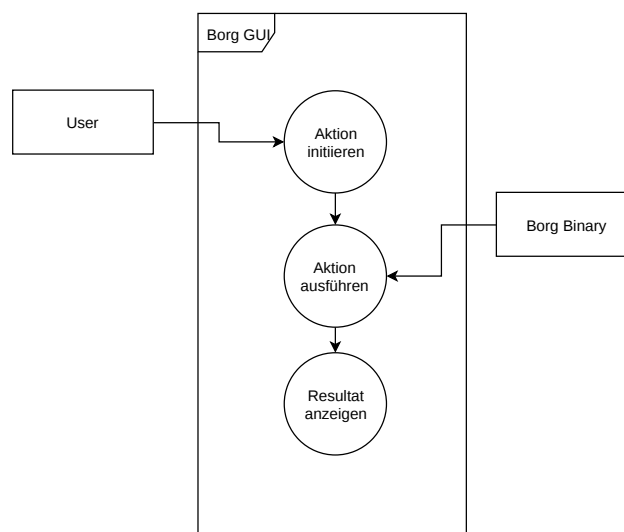 Borg GUI
User
Aktion
initiieren
Borg Binary
Aktion
ausführen
Resultat
anzeigen